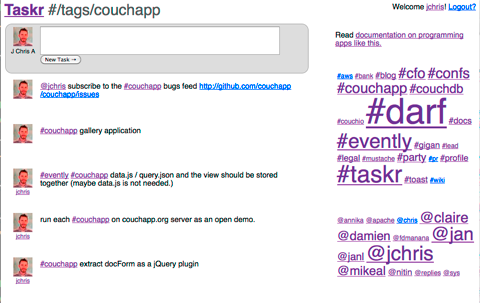 Taskr #/tags/couchapp
Welcome jchris! Logout?
J Chris A
New Task →
@jchris subscribe to the #couchapp bugs feed http://github.com/couchapp
/couchapp/issues
jchris
#couchapp gallery application
jchris
#evently #couchapp data.js / query.json and the view should be stored
together (maybe data.js is not needed.)
jchris
run each #couchapp on couchapp.org server as an open demo.
jchris
#couchapp extract docForm as a jQuery plugin
jchris
Read documentation on programming
apps like this.
#aws #bank #blog #cfo #confs
#couchapp #couchdb
#couchio #darf #docs
#evently #gigan #lead
#legal #mustache #party #pr #profile
#taskr #toast #wiki
@annika @apache @chris @claire
@damien @fdmanana @jan
@janl @jchris
@mikeal @nitin @replies @sys